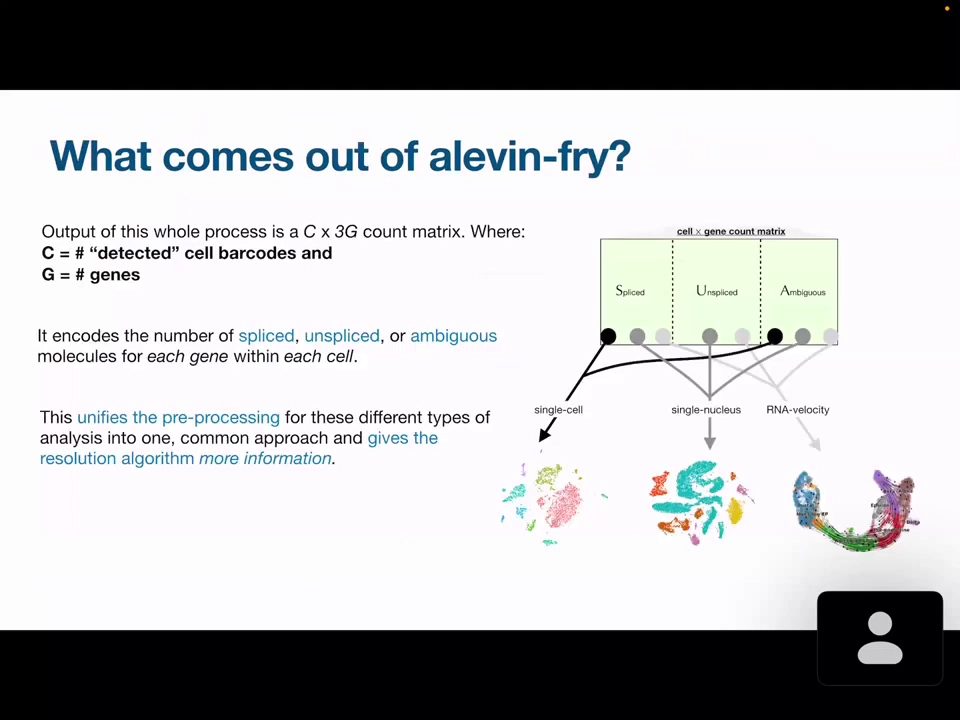 What comes out of alevin-fry?
Output of this whole process is a C x 3G count matrix. Where:
C = # “detected” cell barcodes and
G = # genes
It encodes the number of spliced, unspliced, or ambiguous
molecules for each gene within each cell.
This unifies the pre-processing for these different types of
analysis into one, common approach and gives the
resolution algorithm more information.
cell × gene count matrix
Spliced
Unspliced
Ambiguous
single-cell
single-nucleus
RNA-velocity